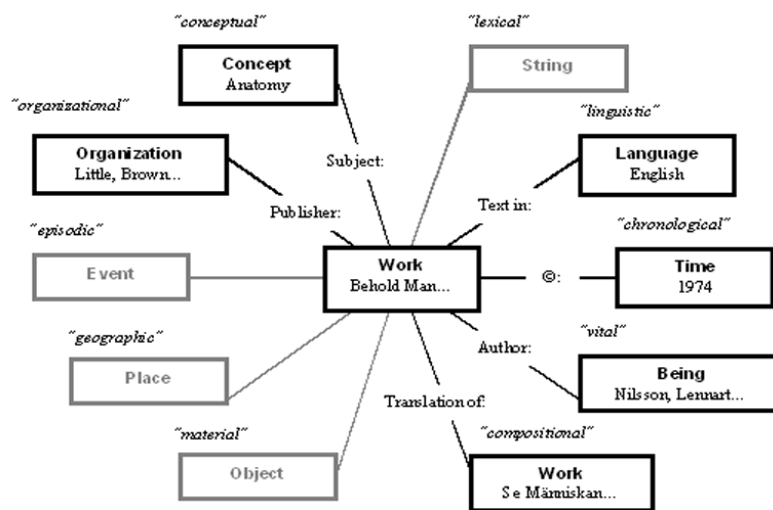 "conceptual"
Concept
Anatomy
"lexical"
String
"organizational"
Organization
Little, Brown...
"linguistic"
Language
English
Subject:
Publisher:
Text in:
"episodic"
Event
"chronological"
Time
1974
Work
Behold Man...
©:
"geographic"
Place
Author:
"vital"
Being
Nilsson, Lennart...
Translation of:
"material"
Object
"compositional"
Work
Se Människan...